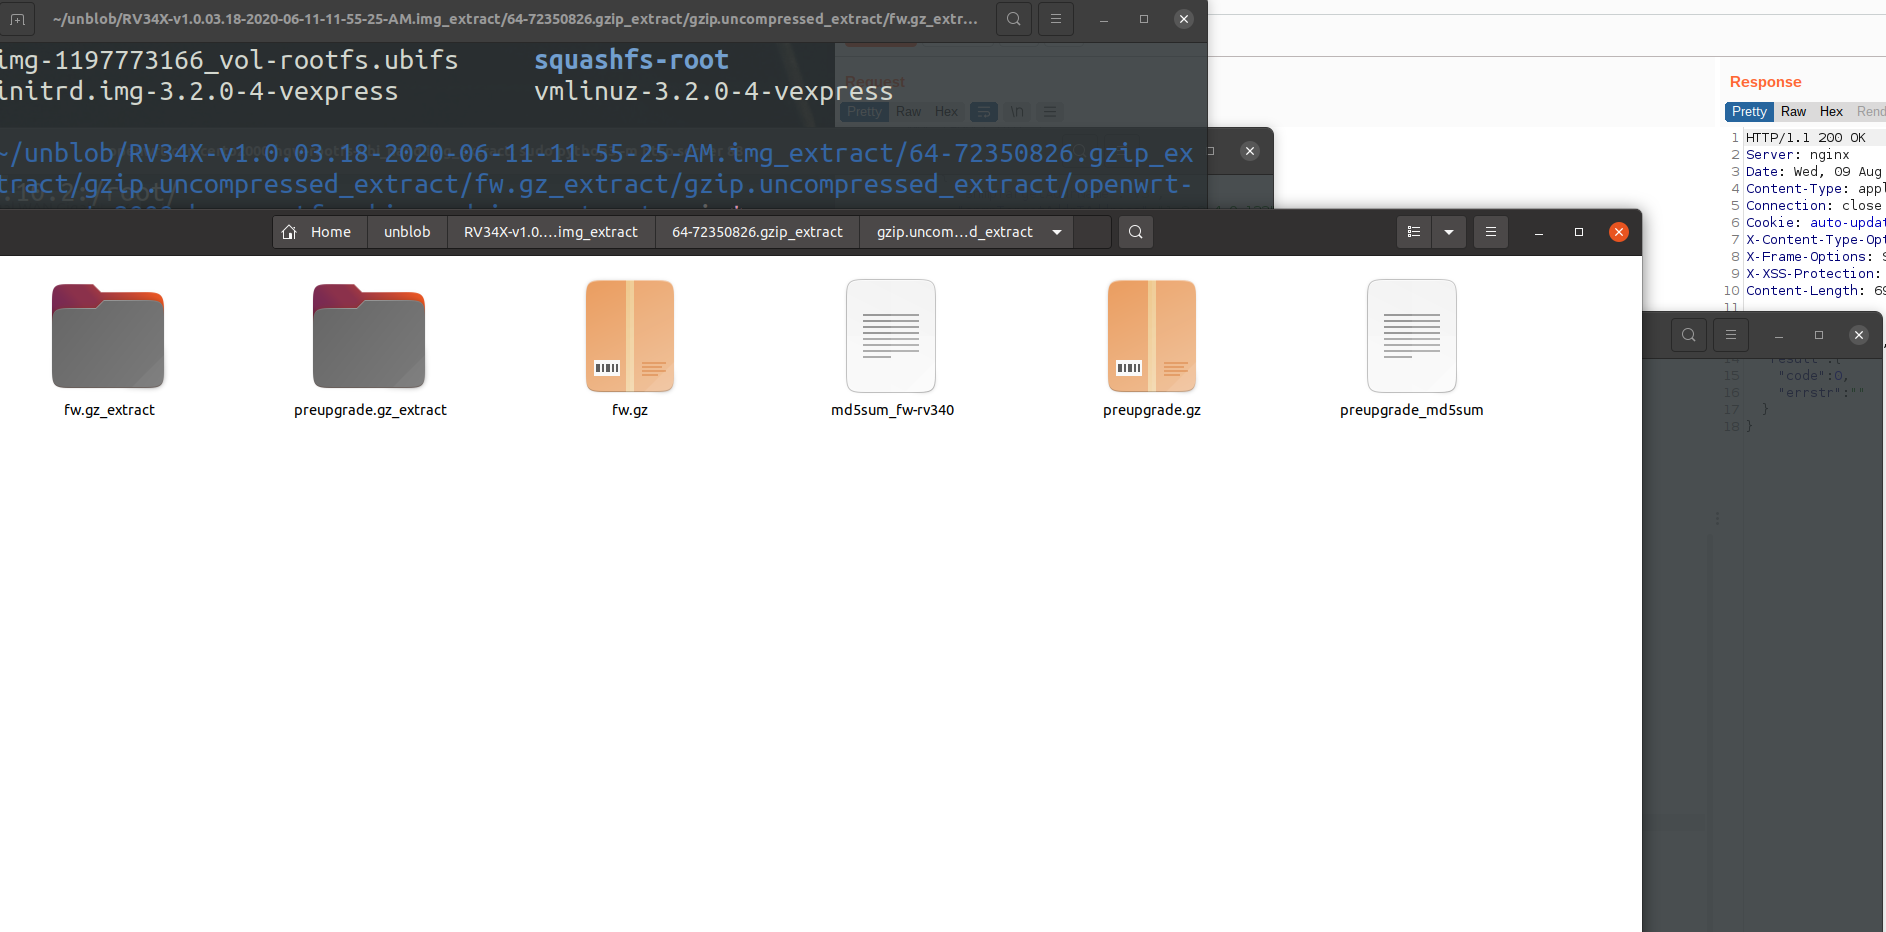 ~/unblob/RV34X-v1.0.03.18-2020-06-11-11-55-25-AM.img_extract/64-72350826.gzip_extract/gzip.uncompressed_extract/fw.gz_extr...
img-1197773166_vol-rootfs.ubifs squashfs-root
initrd.img-3.2.0-4-vexpress vmlinuz-3.2.0-4-vexpress
Request
Pretty Raw Hex \n
~/unblob/RV34X-v1.0.03.18-2020-06-11-11-55-25-AM.img_extract/64-72350826.gzip_ex
tract/gzip.uncompressed_extract/fw.gz_extract/gzip.uncompressed_extract/openwrt-
Home unblob RV34X-v1.0....img_extract 64-72350826.gzip_extract gzip.uncom...d_extract
fw.gz_extract
preupgrade.gz_extract
fw.gz
md5sum_fw-rv340
preupgrade.gz
preupgrade_md5sum
Response
Pretty Raw Hex Rend
1 HTTP/1.1 200 OK
2 Server: nginx
3 Date: Wed, 09 Aug
4 Content-Type: appl
5 Connection: close
6 Cookie: auto-updat
7 X-Content-Type-Opt
8 X-Frame-Options: S
9 X-XSS-Protection:
10 Content-Length: 69
11
14 "result":{
15 "code":0,
16 "errstr":""
17 }
18 }